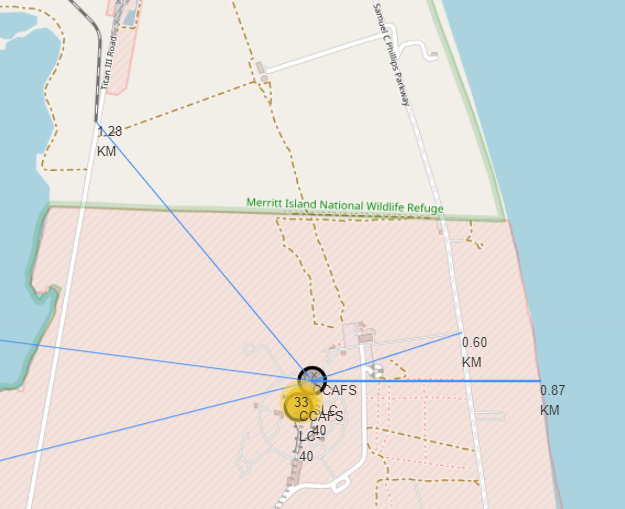 Titan III Road
Samuel C Phillips Parkway
1.28
KM
Merritt Island National Wildlife Refuge
0.60
KM
0.87
KM
CCAFS
SLC-
40
33
CCAFS
LC-
40